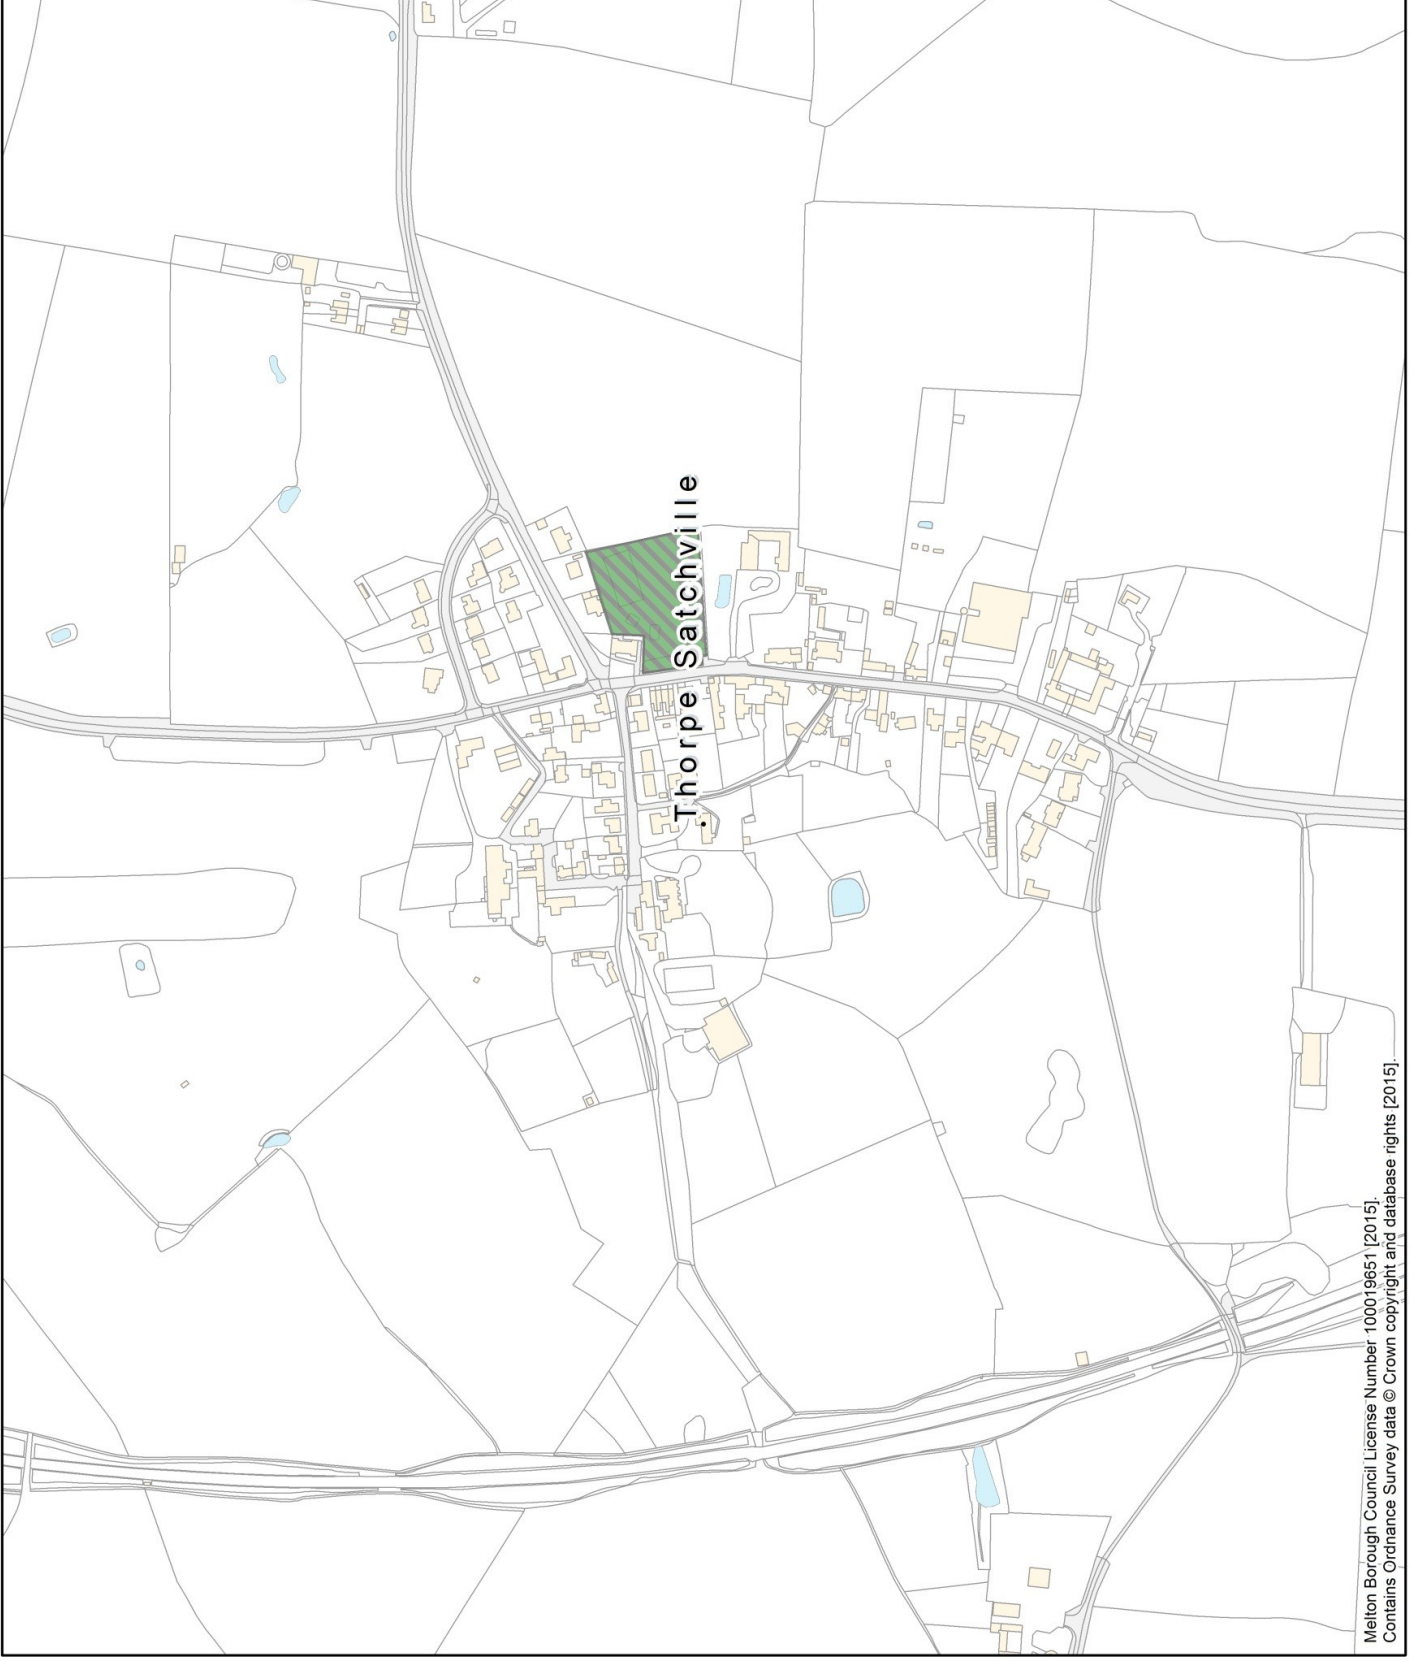 Thorpe Satchville
Melton Borough Council License Number 100019651 [2015].
Contains Ordnance Survey data © Crown copyright and database rights [2015].